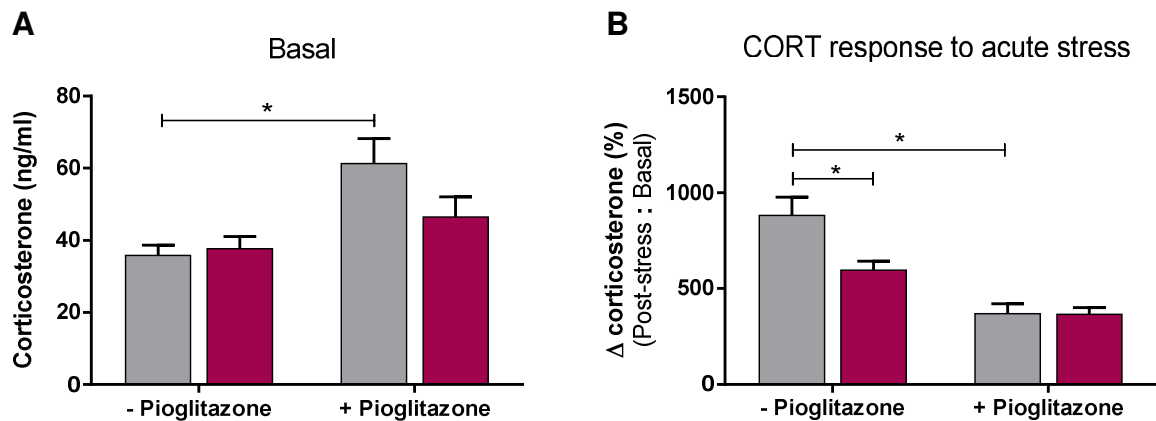 A
Basal
Corticosterone (ng/ml)
80
60
40
20
0
*
- Pioglitazone
+ Pioglitazone
B
CORT response to acute stress
Δ corticosterone (%)
(Post-stress : Basal)
1500
1000
500
0
*
*
- Pioglitazone
+ Pioglitazone